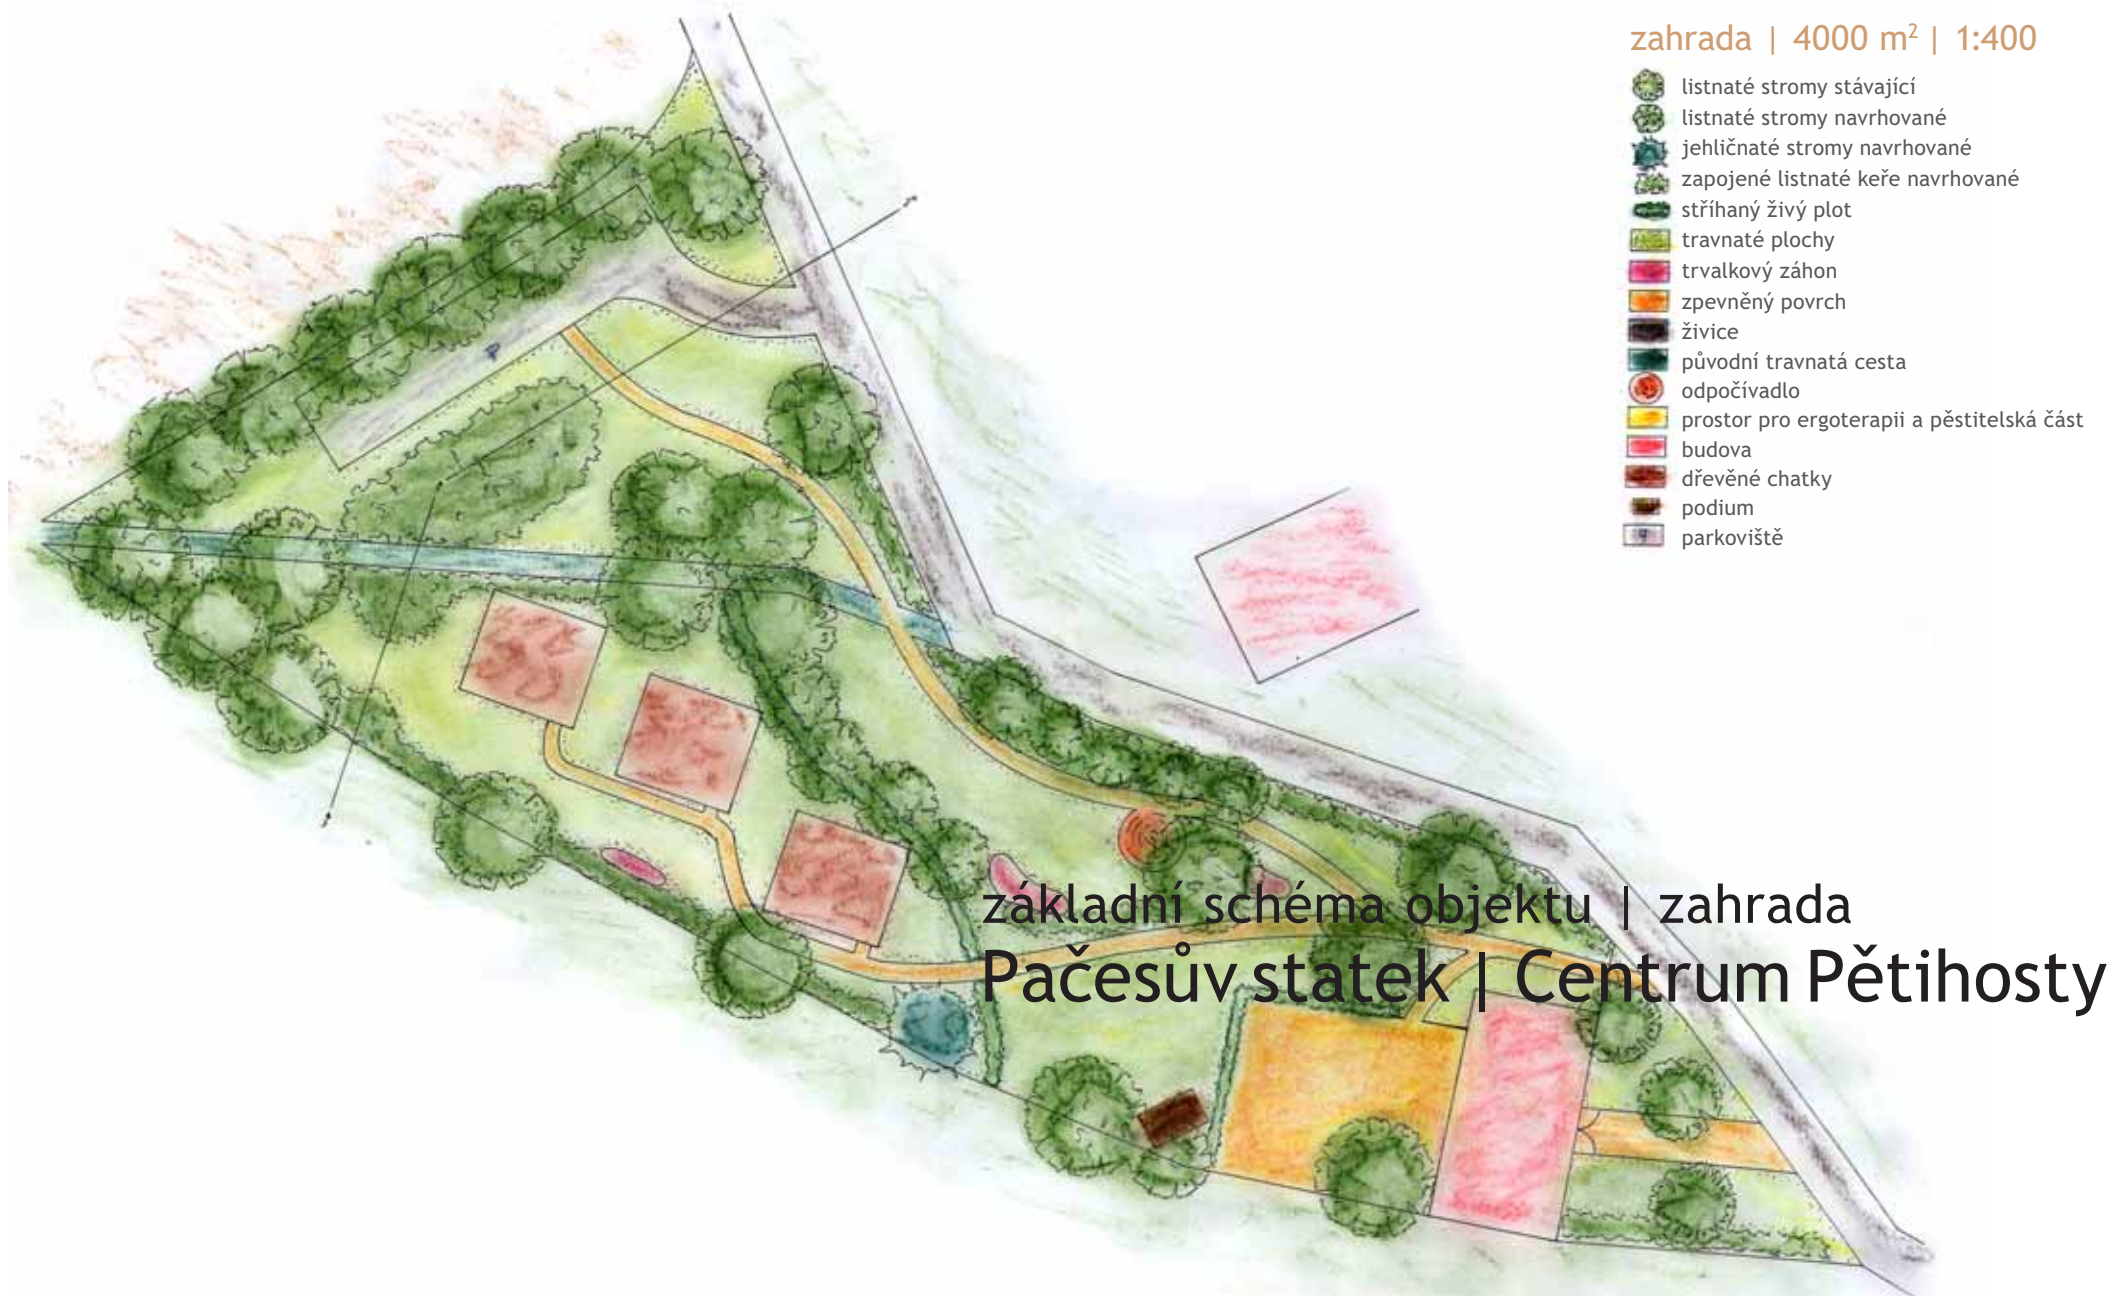 zahrada | 4000 m² | 1:400
listnaté stromy stávající
listnaté stromy navrhované
jehličnaté stromy navrhované
zapojené listnaté keře navrhované
stříhaný živý plot
travnaté plochy
trvalkový záhon
zpevněný povrch
živice
původní travnatá cesta
odpočívadlo
prostor pro ergoterapii a pěstitelská část
budova
dřevěné chatky
podium
parkoviště
P
základní schéma objektu | zahrada
Pačesův statek | Centrum Pětihosty